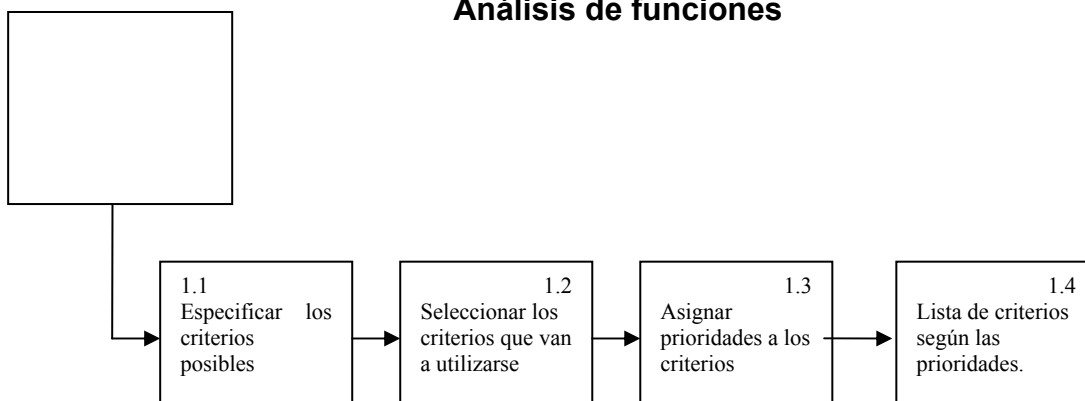 Análisis de funciones
1.1
Especificar los
criterios
posibles
1.2
Seleccionar los
criterios que van
a utilizarse
1.3
Asignar
prioridades a los
criterios
1.4
Lista de criterios
según las
prioridades.